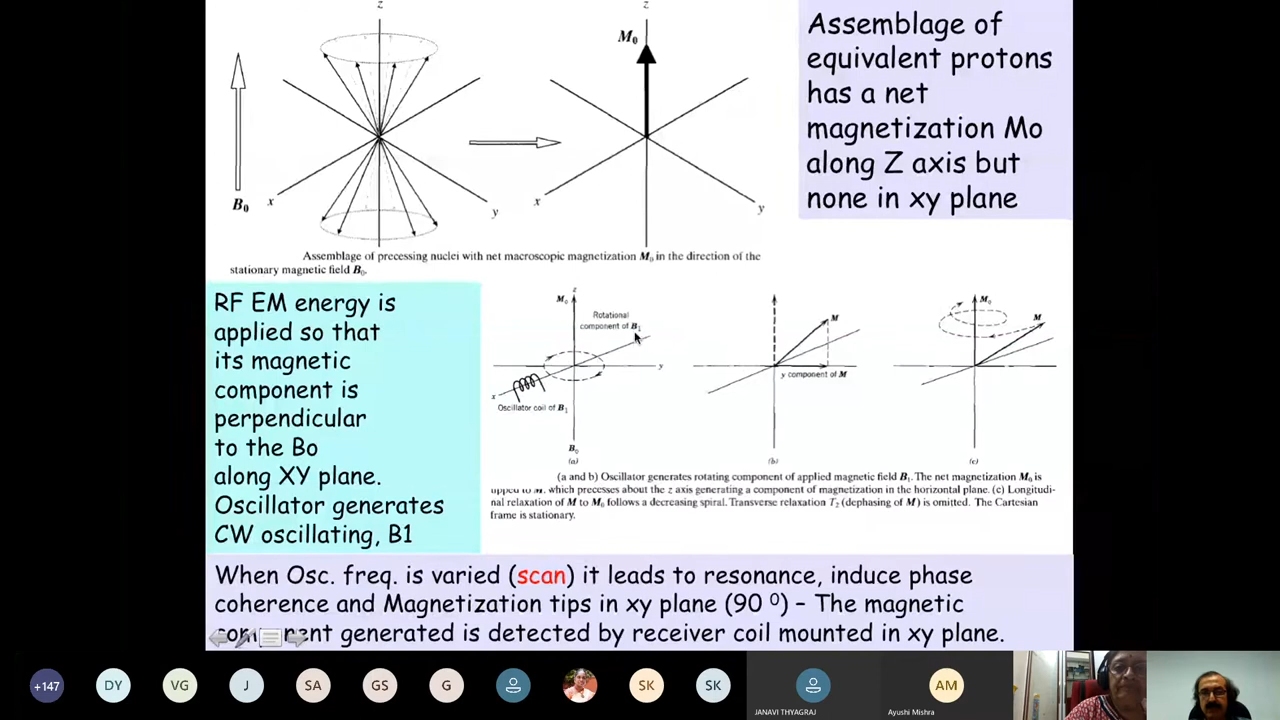 z
z
M₀
B₀
x
y
x
y
Assemblage of precessing nuclei with net macroscopic magnetization M₀ in the direction of the
stationary magnetic field B₀.
Assemblage of
equivalent protons
has a net
magnetization Mo
along Z axis but
none in xy plane
RF EM energy is
applied so that
its magnetic
component is
perpendicular
to the Bo
along XY plane.
Oscillator generates
CW oscillating, B1
z
M₀
Rotational
component of B₁
y
x
Oscillator coil of B₁
B₀
(a)
M
y component of M
(b)
M₀
M
(c)
(a and b) Oscillator generates rotating component of applied magnetic field B₁. The net magnetization M₀ is
tipped to M, which precesses about the z axis generating a component of magnetization in the horizontal plane. (c) Longitudi-
nal relaxation of M to M₀ follows a decreasing spiral. Transverse relaxation T₂ (dephasing of M) is omitted. The Cartesian
frame is stationary.
When Osc. freq. is varied (scan) it leads to resonance, induce phase
coherence and Magnetization tips in xy plane (90 ⁰) – The magnetic
component generated is detected by receiver coil mounted in xy plane.
+147
DY
VG
J
SA
GS
G
SK
SK
JANAVI THYAGRAJ
AM
Ayushi Mishra